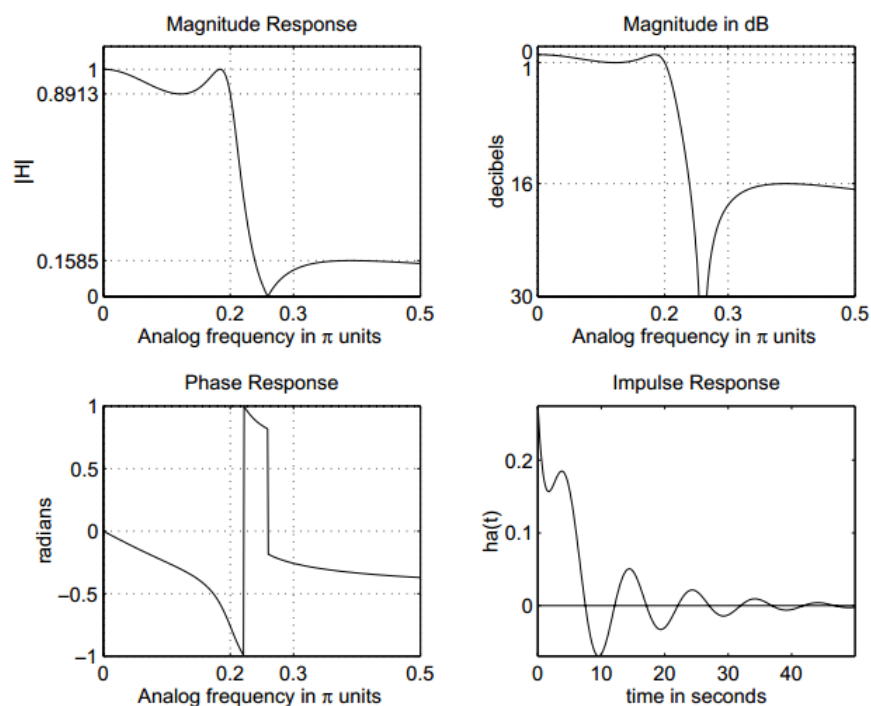 Magnitude Response
|H|
1
0.8913
0.1585
0
0 0.2 0.3 0.5
Analog frequency in π units
Magnitude in dB
decibels
0
1
16
30
0 0.2 0.3 0.5
Analog frequency in π units
Phase Response
radians
1
0.5
0
−0.5
−1
0 0.2 0.3 0.5
Analog frequency in π units
Impulse Response
ha(t)
0.2
0.1
0
0 10 20 30 40
time in seconds